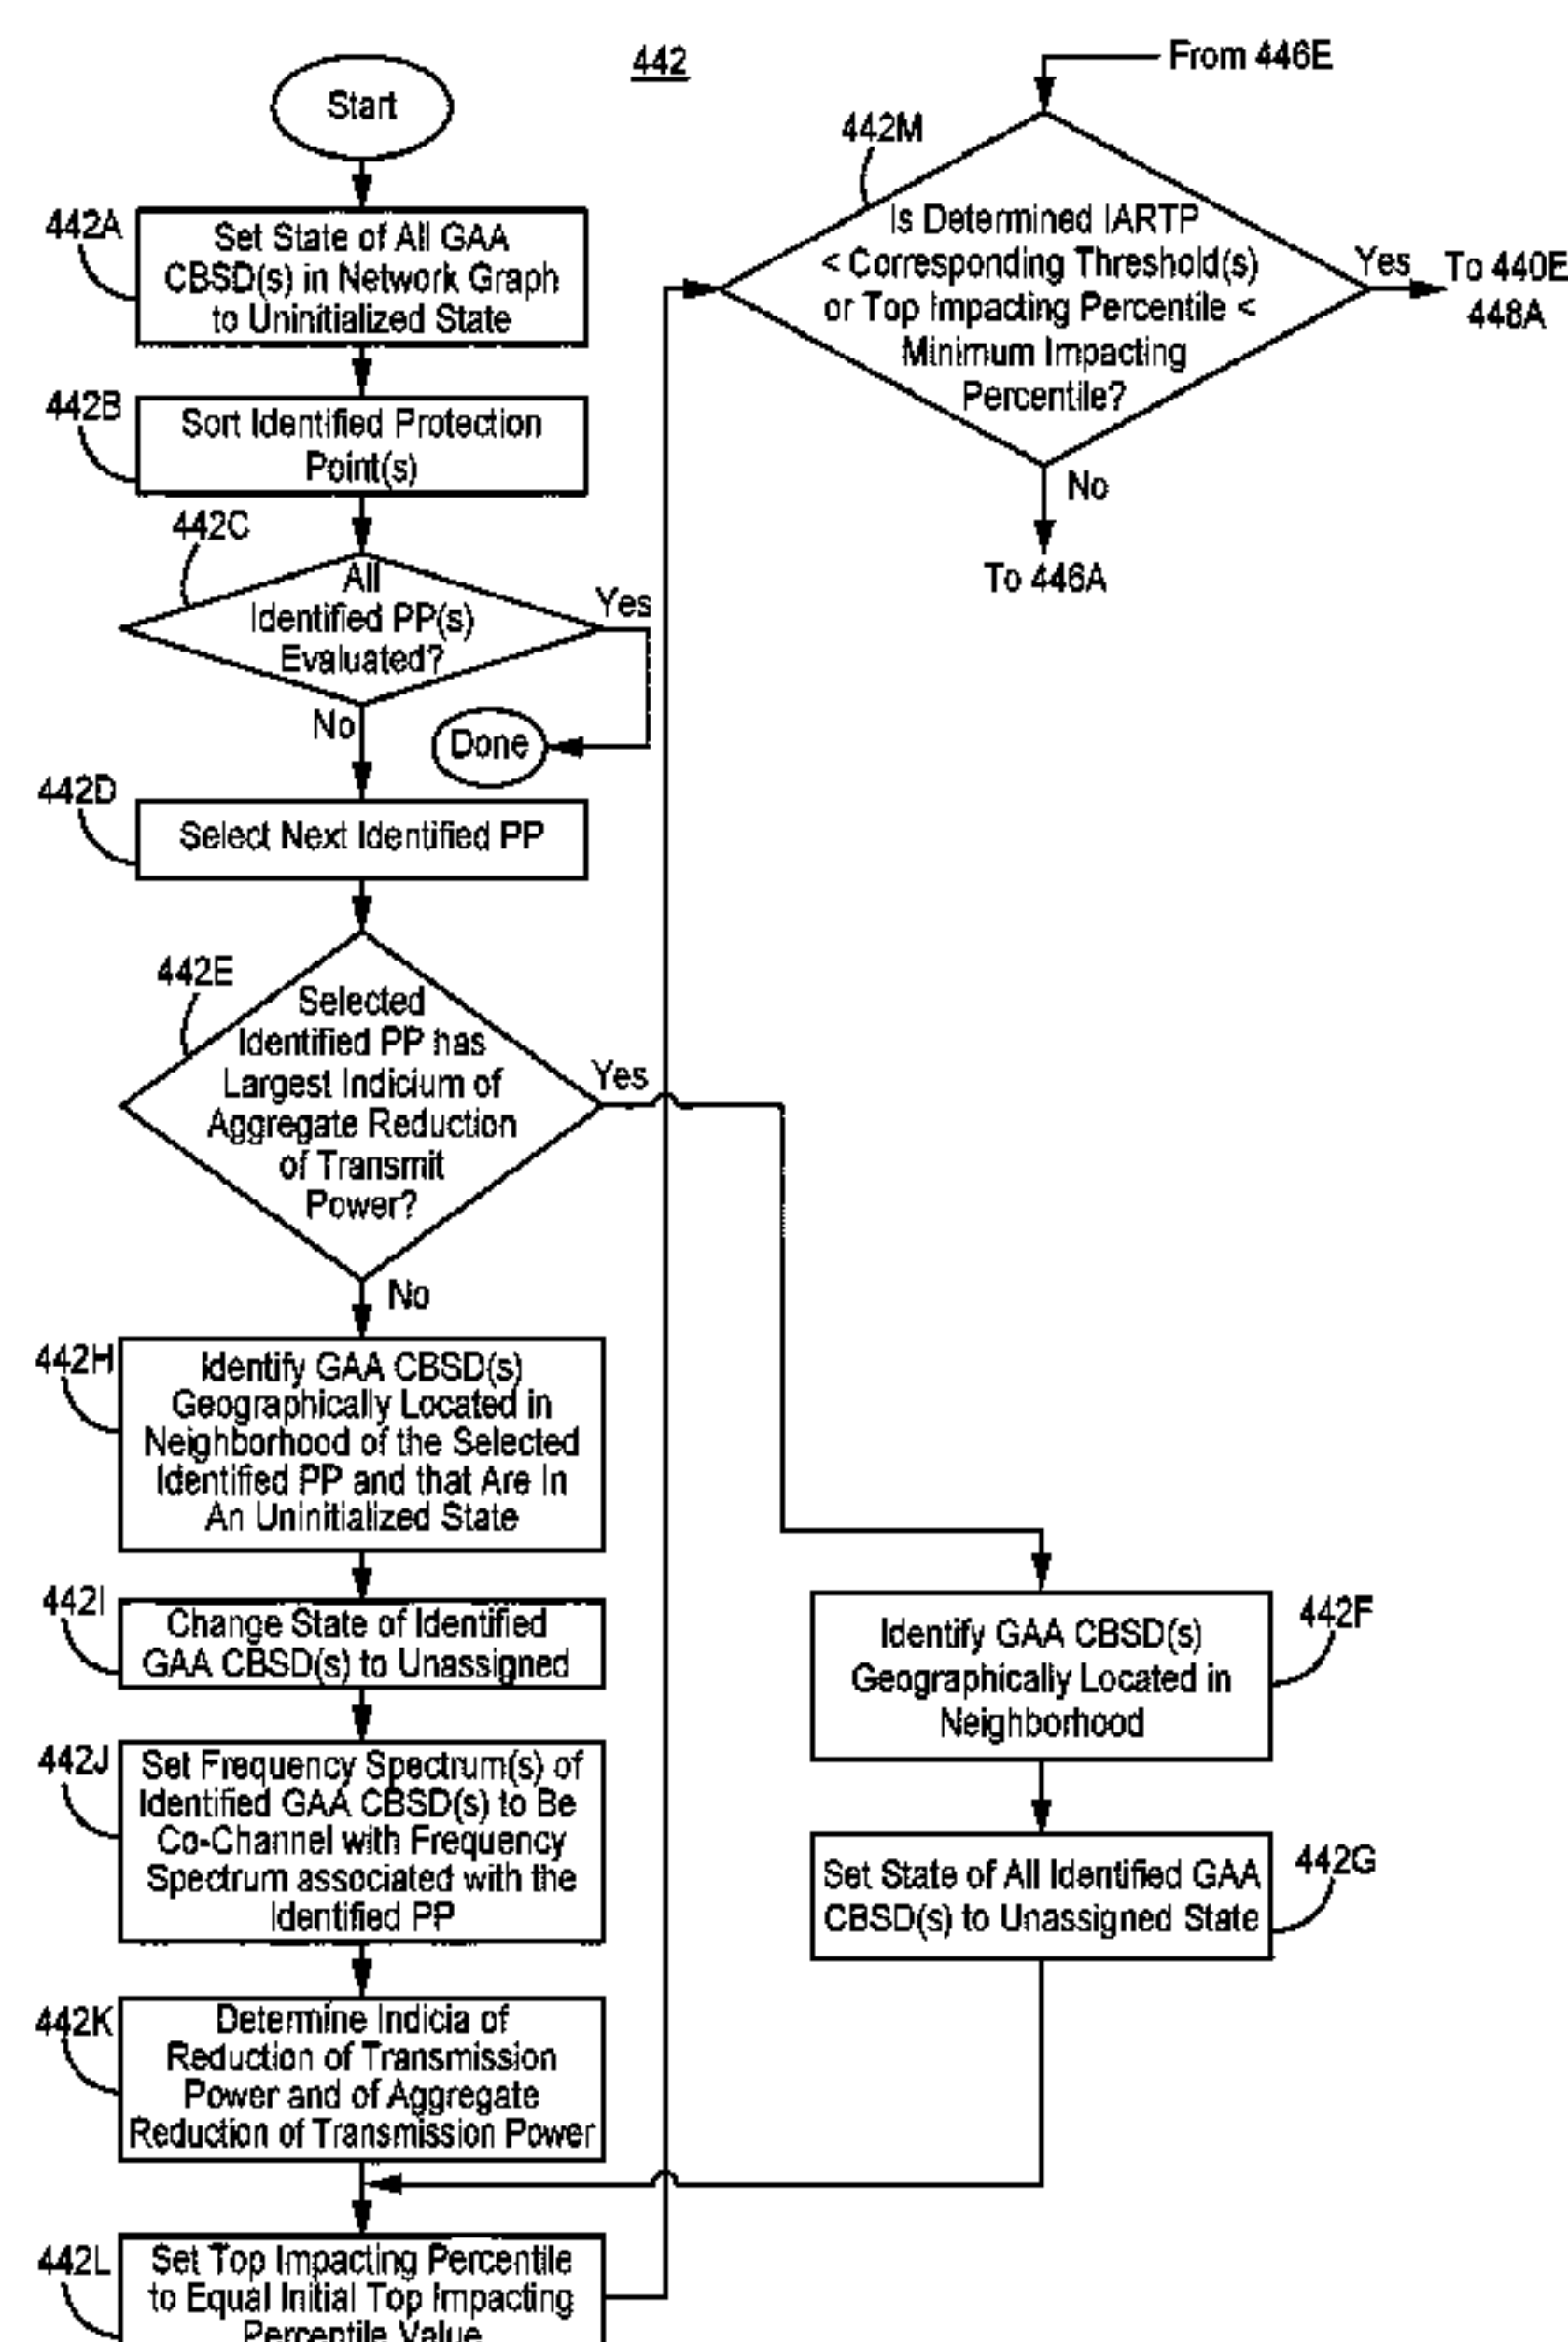 442
Start
442A
Set State of All GAA
CBSD(s) in Network Graph
to Uninitialized State
442B
Sort Identified Protection
Point(s)
442C
All
Identified PP(s)
Evaluated?
Yes
No
Done
442D
Select Next Identified PP
442E
Selected
Identified PP has
Largest Indicium of
Aggregate Reduction
of Transmit
Power?
Yes
No
442H
Identify GAA CBSD(s)
Geographically Located in
Neighborhood of the Selected
Identified PP and that Are In
An Uninitialized State
442I
Change State of Identified
GAA CBSD(s) to Unassigned
442J
Set Frequency Spectrum(s) of
Identified GAA CBSD(s) to Be
Co-Channel with Frequency
Spectrum associated with the
Identified PP
442K
Determine Indicia of
Reduction of Transmission
Power and of Aggregate
Reduction of Transmission Power
442L
Set Top Impacting Percentile
to Equal Initial Top Impacting
Percentile Value
From 446E
442M
Is Determined IARTP
< Corresponding Threshold(s)
or Top Impacting Percentile <
Minimum Impacting
Percentile?
Yes
To 440E
448A
No
To 446A
442F
Identify GAA CBSD(s)
Geographically Located in
Neighborhood
442G
Set State of All Identified GAA
CBSD(s) to Unassigned State